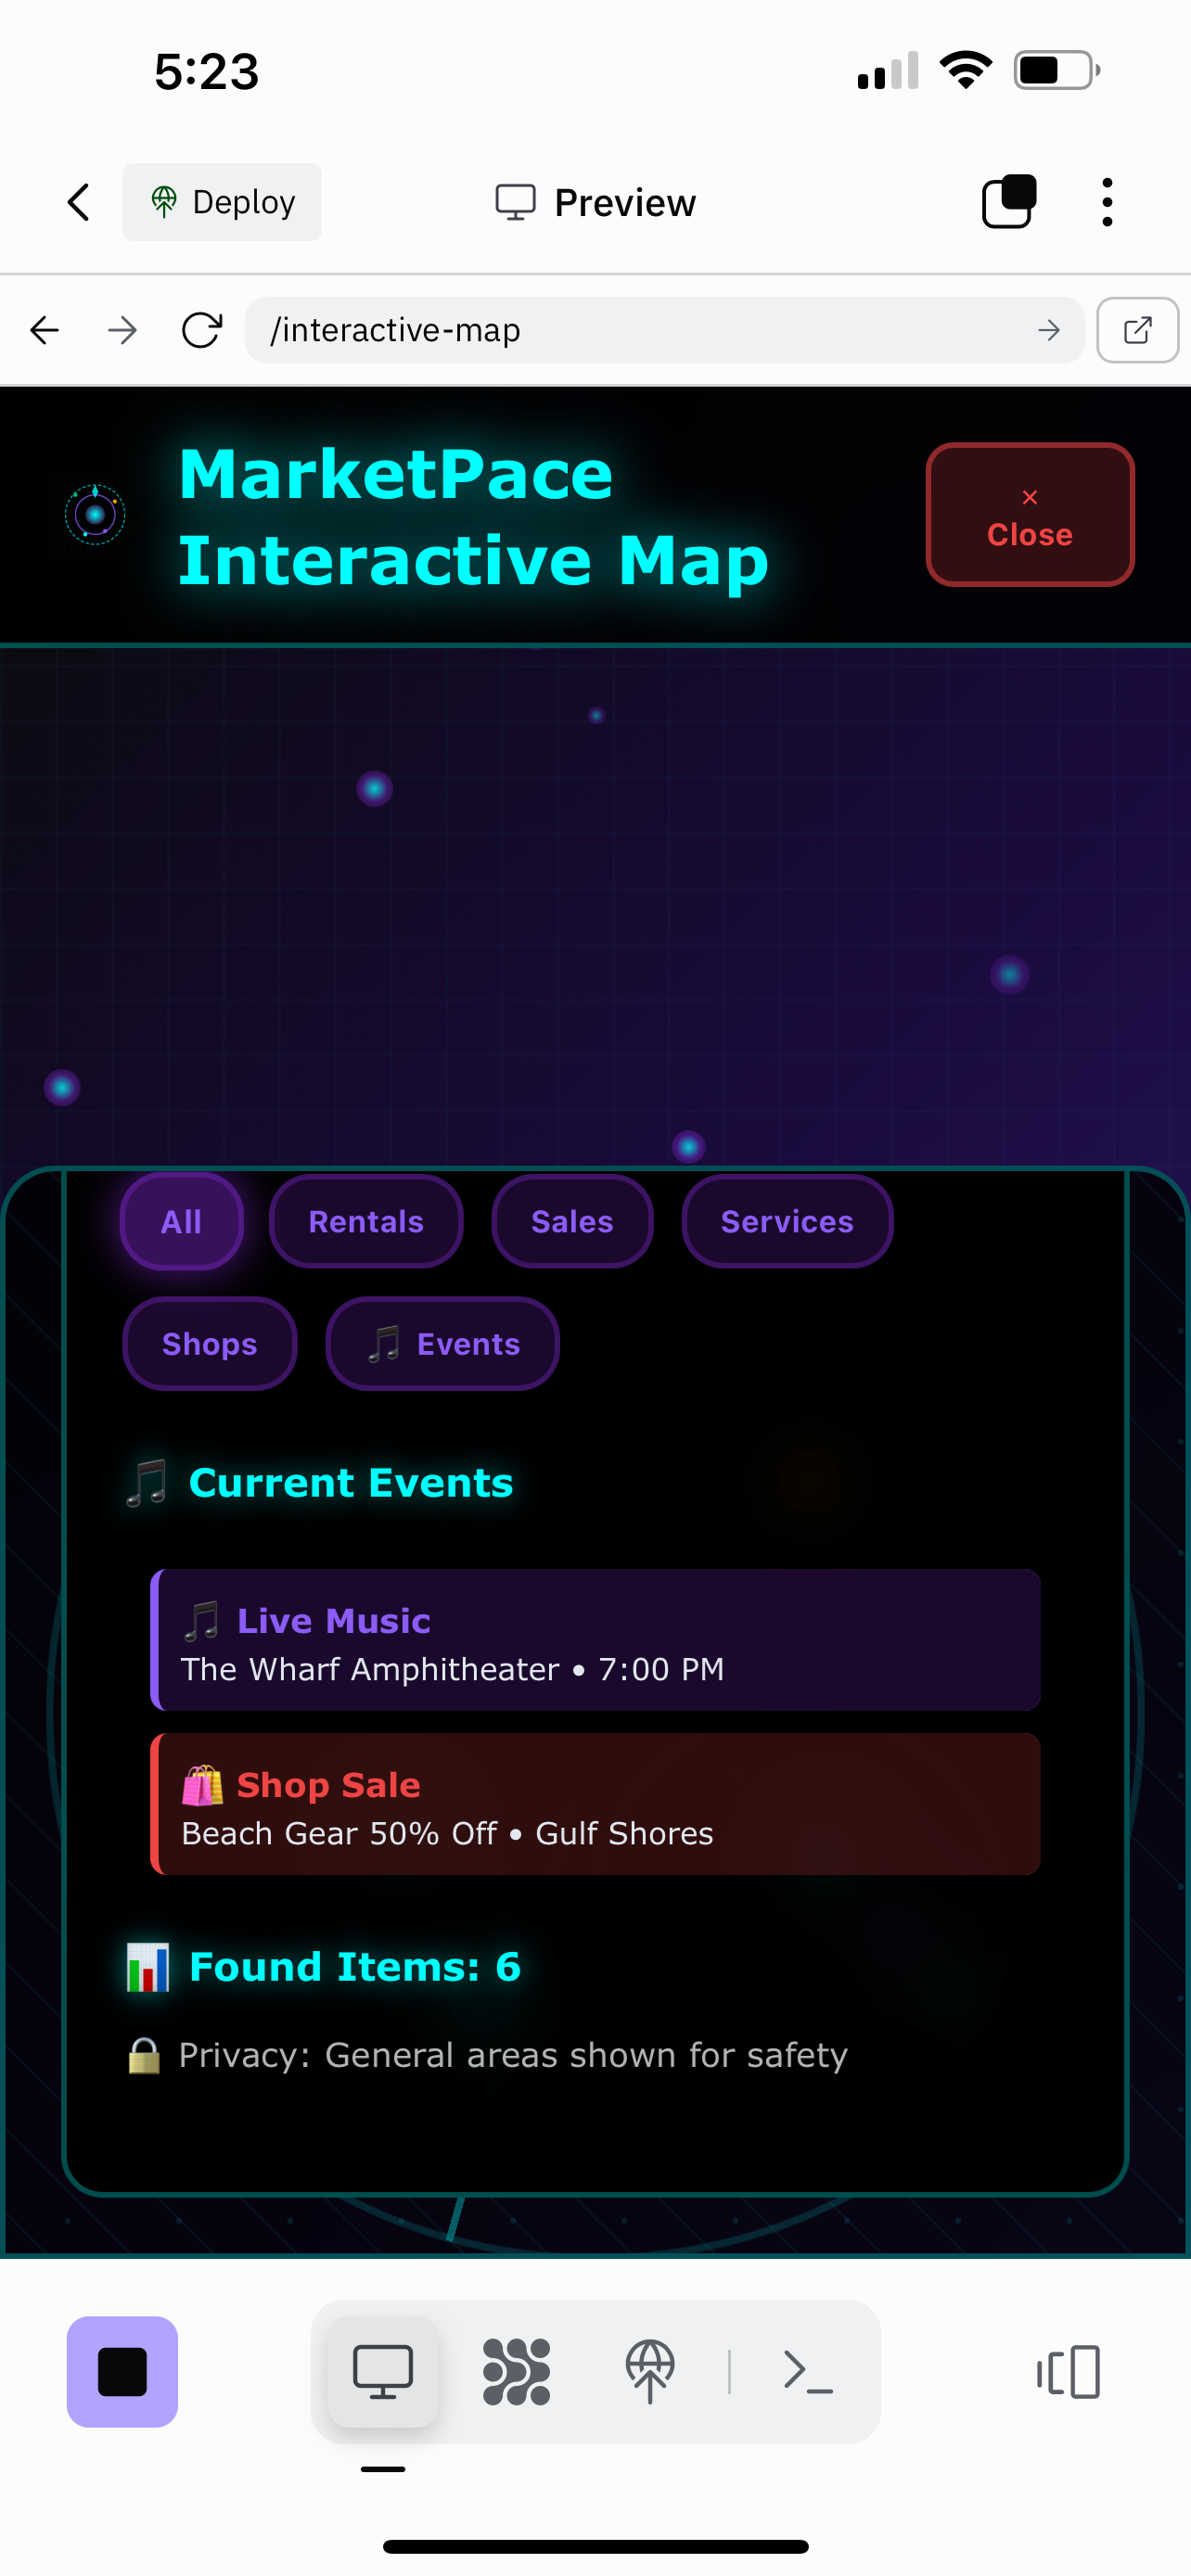 5:23
Deploy
Preview
/interactive-map
MarketPace
Interactive Map
×
Close
All
Rentals
Sales
Services
Shops
🎵 Events
🎵 Current Events
🎵 Live Music
The Wharf Amphitheater • 7:00 PM
🛍️ Shop Sale
Beach Gear 50% Off • Gulf Shores
📊 Found Items: 6
🔒 Privacy: General areas shown for safety